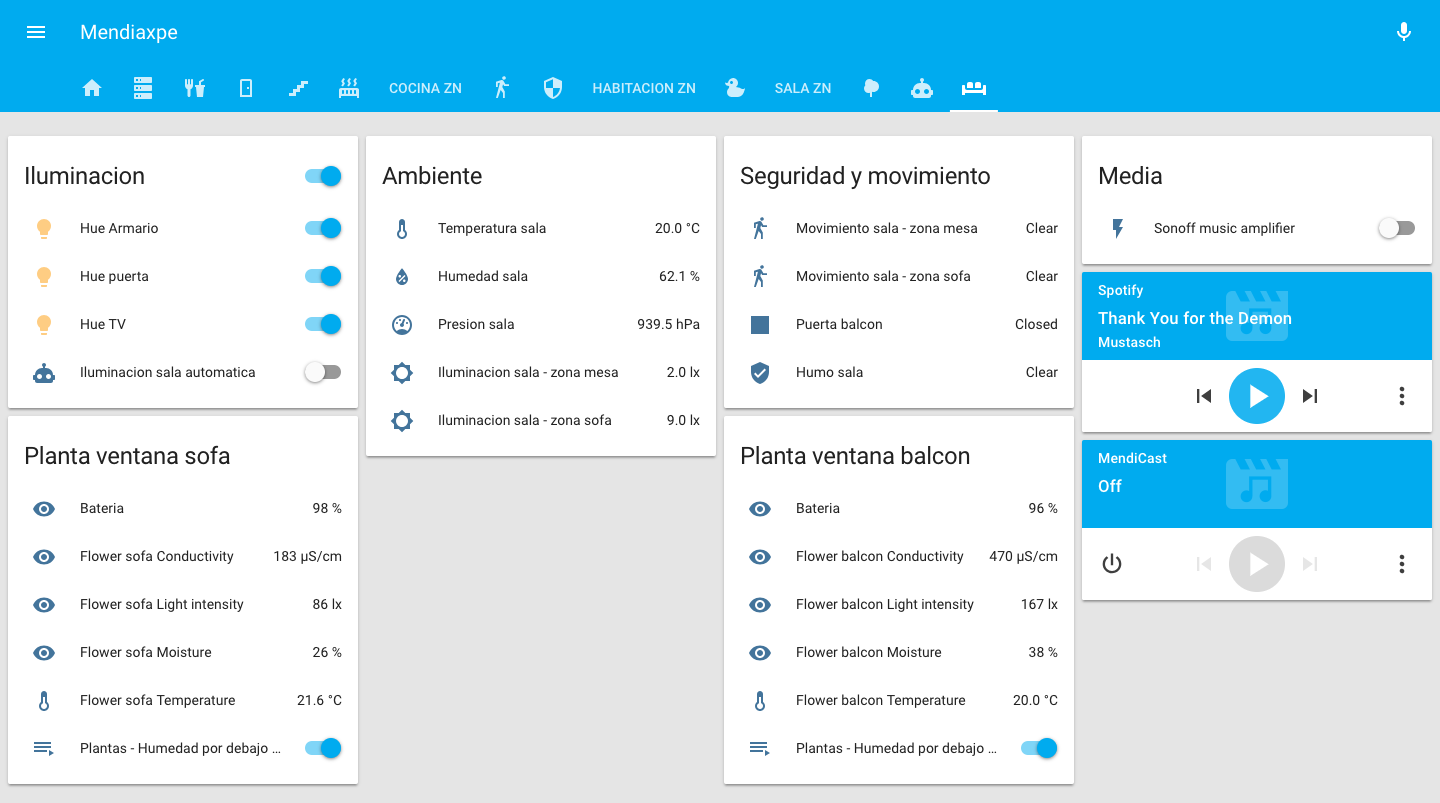 Mendiaxpe
COCINA ZN
HABITACION ZN
SALA ZN
Iluminacion
Hue Armario
Hue puerta
Hue TV
Iluminacion sala automatica
Planta ventana sofa
Bateria 98 %
Flower sofa Conductivity 183 µS/cm
Flower sofa Light intensity 86 lx
Flower sofa Moisture 26 %
Flower sofa Temperature 21.6 °C
Plantas - Humedad por debajo ...
Ambiente
Temperatura sala 20.0 °C
Humedad sala 62.1 %
Presion sala 939.5 hPa
Iluminacion sala - zona mesa 2.0 lx
Iluminacion sala - zona sofa 9.0 lx
Seguridad y movimiento
Movimiento sala - zona mesa Clear
Movimiento sala - zona sofa Clear
Puerta balcon Closed
Humo sala Clear
Planta ventana balcon
Bateria 96 %
Flower balcon Conductivity 470 µS/cm
Flower balcon Light intensity 167 lx
Flower balcon Moisture 38 %
Flower balcon Temperature 20.0 °C
Plantas - Humedad por debajo ...
Media
Sonoff music amplifier
Spotify
Thank You for the Demon
Mustasch
MendiCast
Off